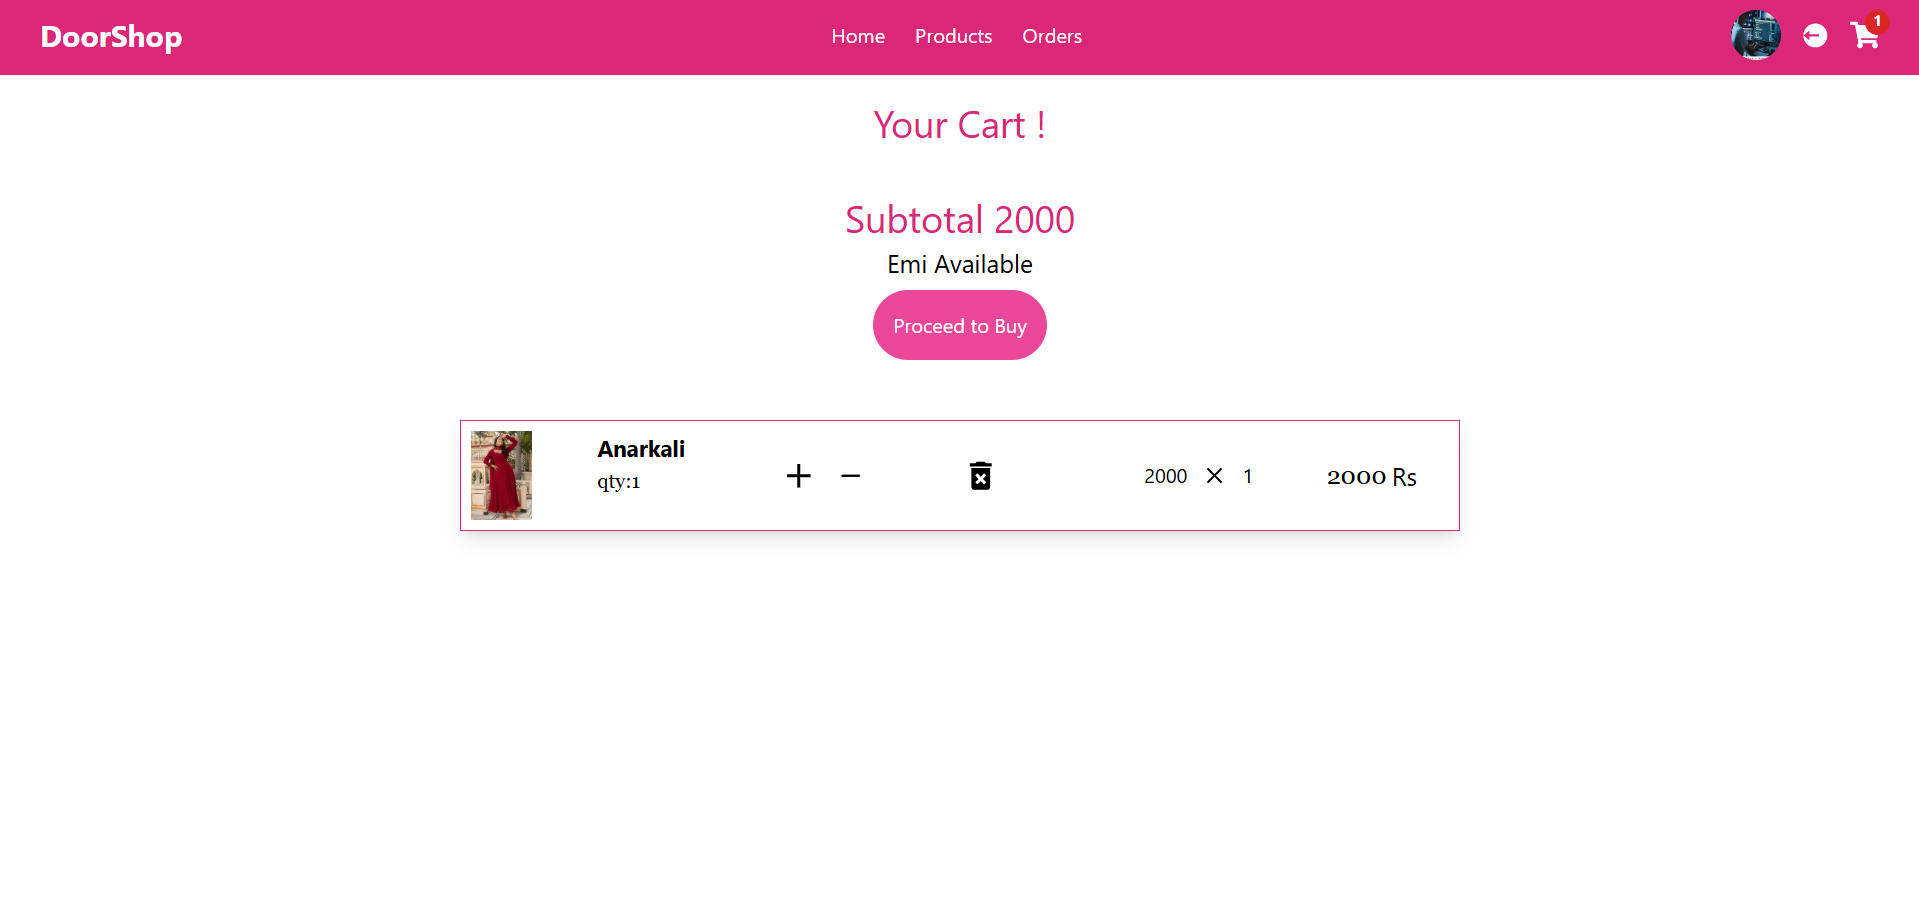 DoorShop Home Products Orders 1
Your Cart !
Subtotal 2000
Emi Available
Proceed to Buy
Anarkali
qty:1
2000 × 1 2000 Rs